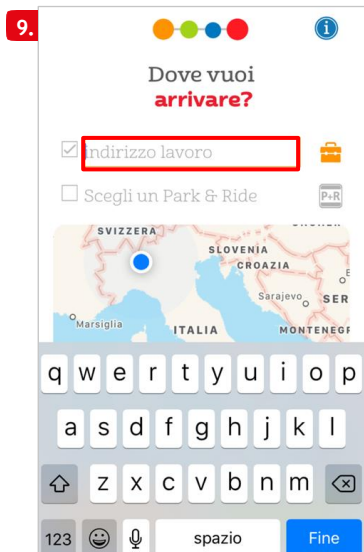 9.
i
Dove vuoi
arrivare?
indirizzo lavoro
Scegli un Park & Ride
P+R
SVIZZERA
SLOVENIA
CROAZIA
Sarajevo
SER
Marsiglia
ITALIA
MONTENEGR
q w e r t y u i o p
a s d f g h j k l
z x c v b n m
123
spazio
Fine